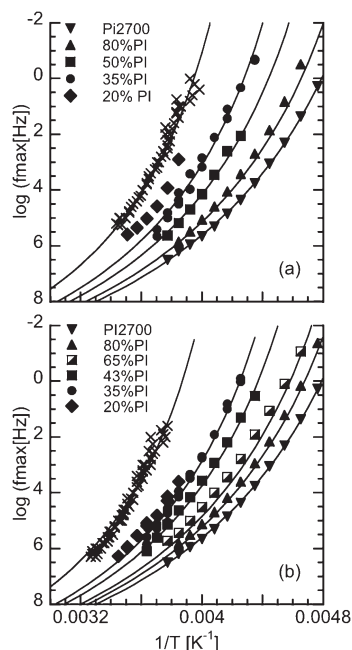 Pi2700
80%PI
50%PI
35%PI
20% PI
-2
0
2
4
6
8
log (fmax[Hz])
(a)
PI2700
80%PI
65%PI
43%PI
35%PI
20%PI
-2
0
2
4
6
8
log (fmax[Hz])
(b)
0.0032 0.004 0.0048
1/T [K⁻¹]